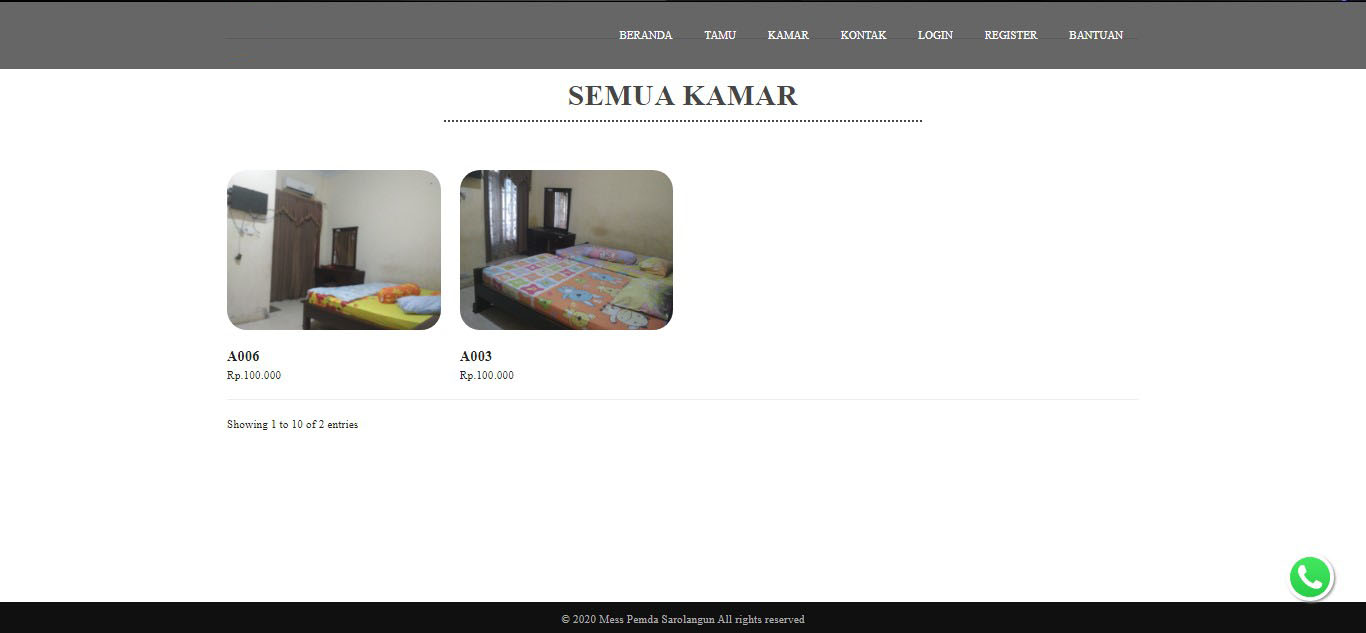 BERANDA TAMU KAMAR KONTAK LOGIN REGISTER BANTUAN
SEMUA KAMAR
A006 A003
Rp.100.000 Rp.100.000
Showing 1 to 10 of 2 entries
© 2020 Mess Pemda Sarolangun All rights reserved